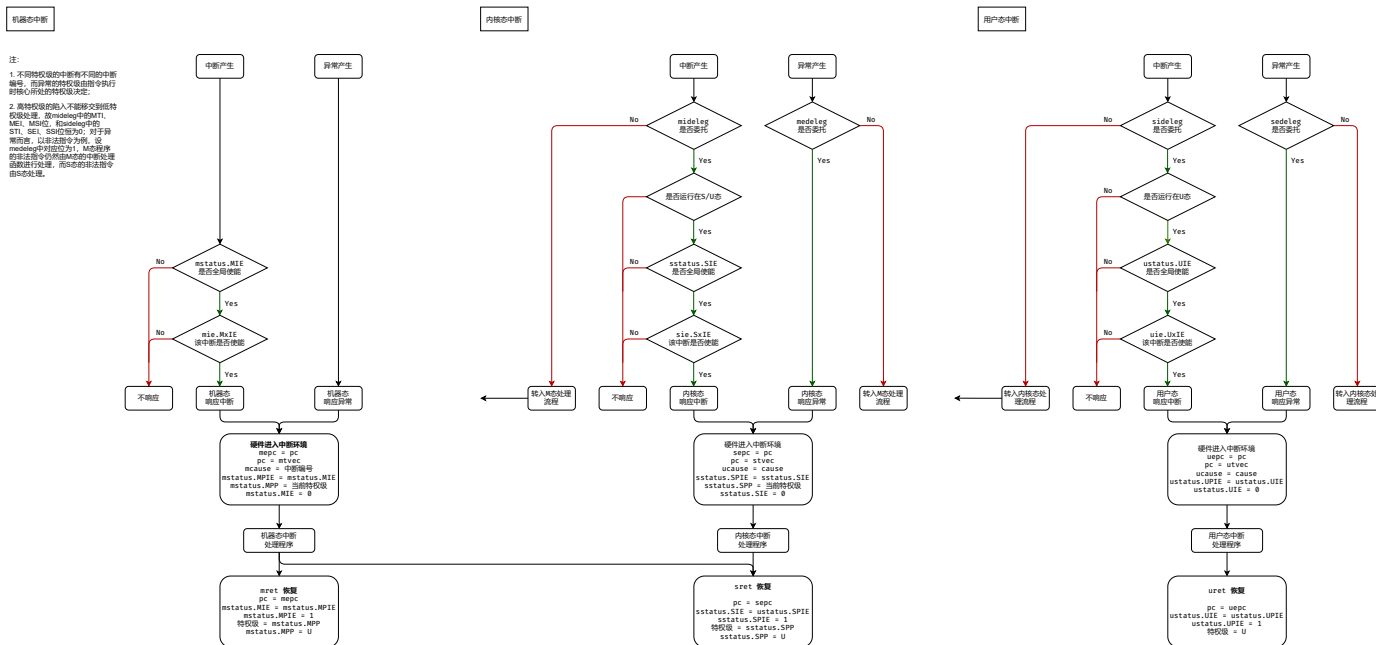 机器态中断
内核态中断
用户态中断
注：
1. 不同特权级的中断有不同的中断
编号，而异常的特权级由指令执行
时核心所处的特权级决定；
2. 高特权级的陷入不能移交到低特
权级处理，故mideleg中的MTI、
MEI、MSI位，和sideleg中的
STI、SEI、SSI位恒为0；对于异
常而言，以非法指令为例，设
medeleg中对应位为1，M态程序
的非法指令仍然由M态的中断处理
函数进行处理，而S态的非法指令
由S态处理。
中断产生
异常产生
mstatus.MIE
是否全局使能
No
Yes
mie.MxIE
该中断是否使能
No
Yes
不响应
机器态
响应中断
机器态
响应异常
硬件进入中断环境
mepc = pc
pc = mtvec
mcause = 中断编号
mstatus.MPIE = mstatus.MIE
mstatus.MPP = 当前特权级
mstatus.MIE = 0
机器态中断
处理程序
mret 恢复
pc = mepc
mstatus.MIE = mstatus.MPIE
mstatus.MPIE = 1
特权级 = mstatus.MPP
mstatus.MPP = U
中断产生
异常产生
No
mideleg
是否委托
medeleg
是否委托
No
Yes
Yes
No
是否运行在S/U态
Yes
No
sstatus.SIE
是否全局使能
Yes
No
sie.SxIE
该中断是否使能
Yes
转入M态处理
流程
不响应
内核态
响应中断
内核态
响应异常
转入M态处理
流程
硬件进入中断环境
sepc = pc
pc = stvec
ucause = cause
sstatus.SPIE = sstatus.SIE
sstatus.SPP = 当前特权级
sstatus.SIE = 0
内核态中断
处理程序
sret 恢复
pc = sepc
sstatus.SIE = ustatus.SPIE
sstatus.SPIE = 1
特权级 = sstatus.SPP
sstatus.SPP = U
中断产生
异常产生
No
sideleg
是否委托
sedeleg
是否委托
No
Yes
Yes
No
是否运行在U态
Yes
No
ustatus.UIE
是否全局使能
Yes
No
uie.UxIE
该中断是否使能
Yes
转入内核态处
理流程
不响应
用户态
响应中断
用户态
响应异常
转入内核态处
理流程
硬件进入中断环境
uepc = pc
pc = utvec
ucause = cause
ustatus.UPIE = ustatus.UIE
ustatus.UIE = 0
用户态中断
处理程序
uret 恢复
pc = uepc
ustatus.UIE = ustatus.UPIE
ustatus.UPIE = 1
特权级 = U